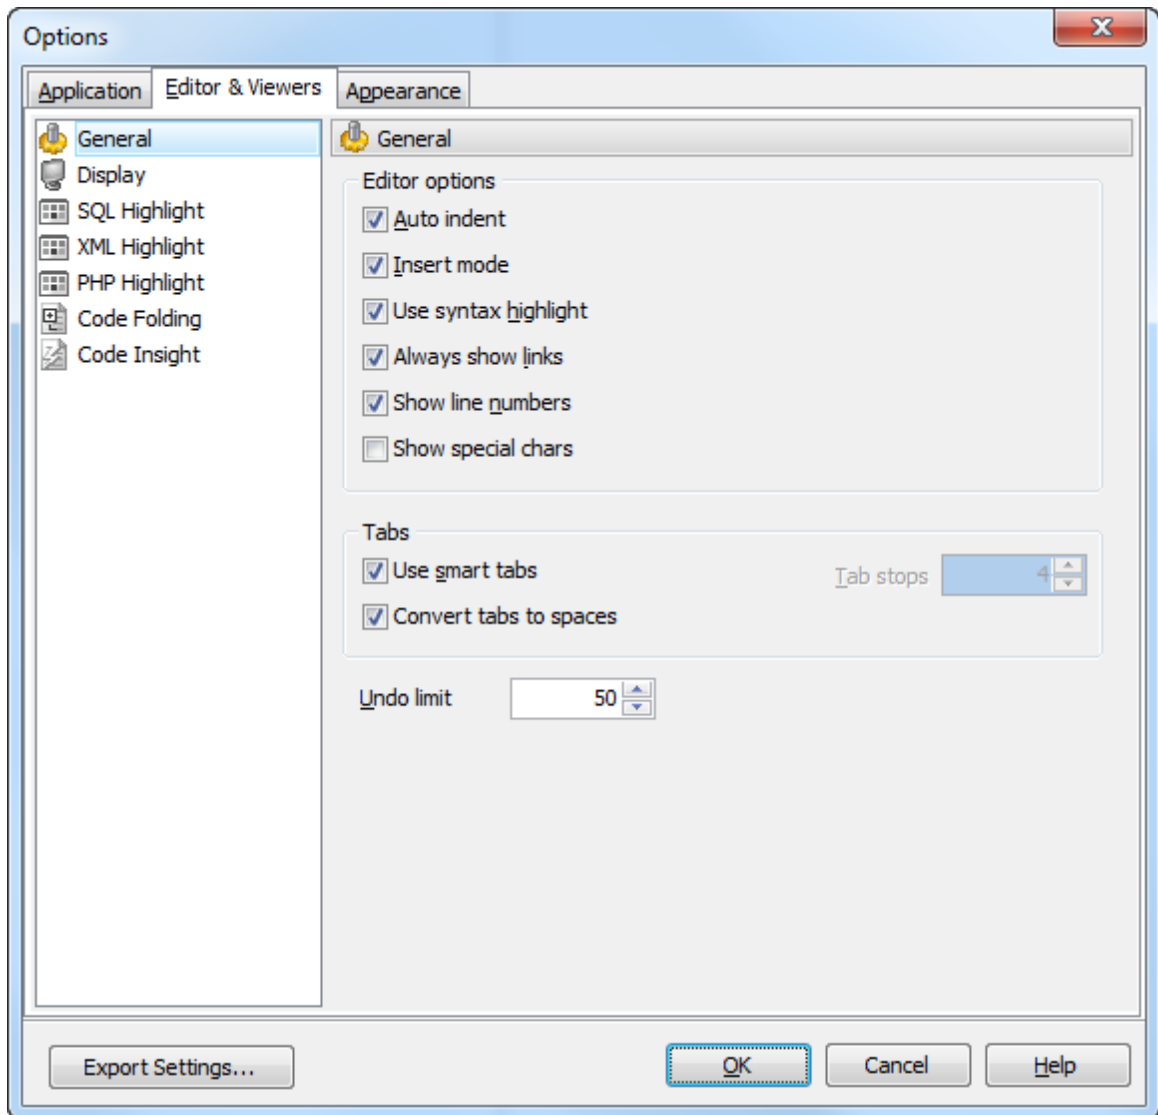 Options
Application
Editor & Viewers
Appearance
General
Display
SQL Highlight
XML Highlight
PHP Highlight
Code Folding
Code Insight
General
Editor options
Auto indent
Insert mode
Use syntax highlight
Always show links
Show line numbers
Show special chars
Tabs
Use smart tabs
Tab stops 4
Convert tabs to spaces
Undo limit 50
Export Settings...
OK
Cancel
Help